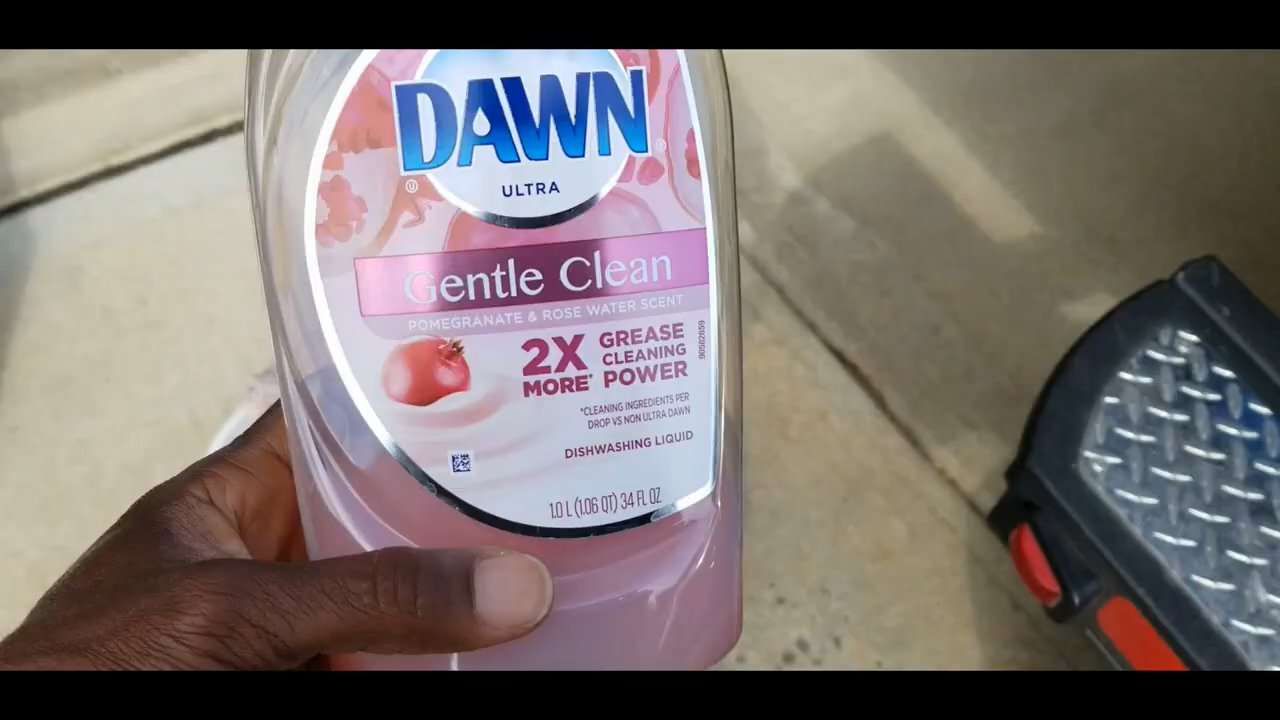 DAWN
ULTRA
Gentle Clean
POMEGRANATE & ROSE WATER SCENT
2X
MORE*
GREASE
CLEANING
POWER
*CLEANING INGREDIENTS PER
DROP VS NON ULTRA DAWN
DISHWASHING LIQUID
1.0 L (1.06 QT) 34 FL OZ